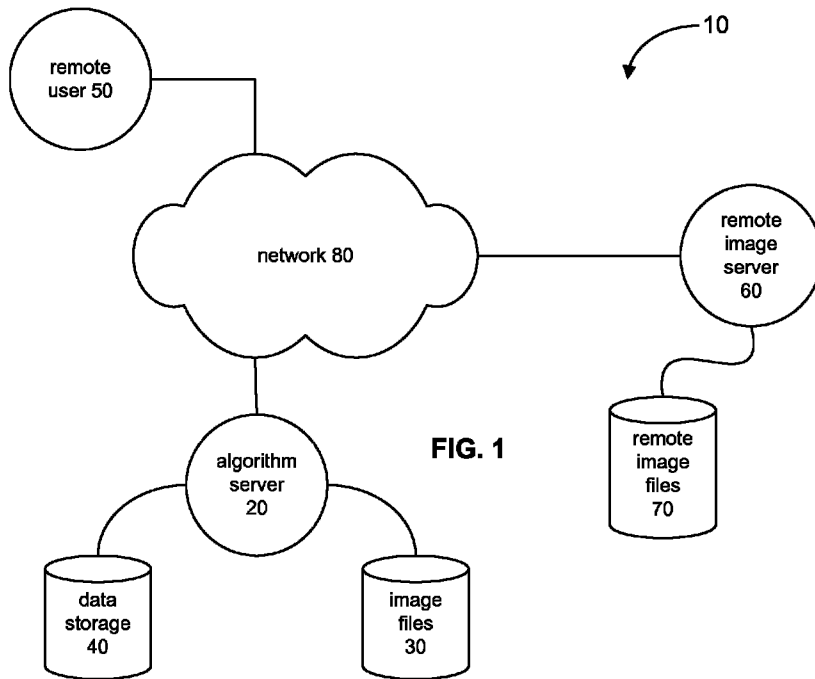 10
remote
user 50
network 80
remote
image
server
60
FIG. 1
algorithm
server
20
remote
image
files
70
data
storage
40
image
files
30